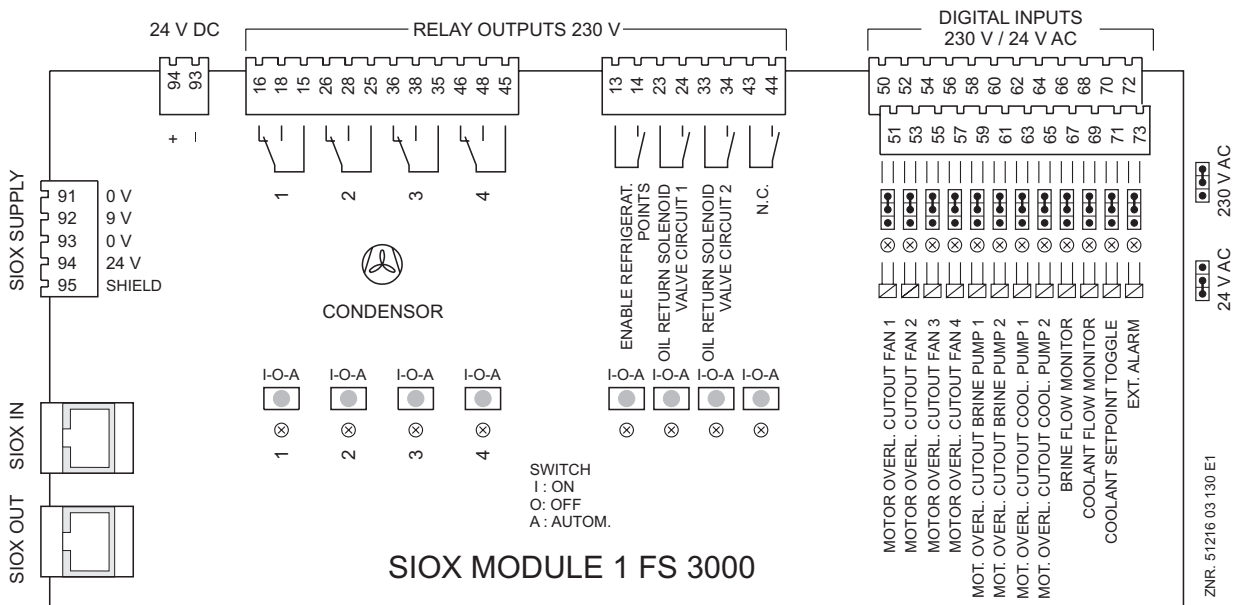 24 V DC
RELAY OUTPUTS 230 V
DIGITAL INPUTS
230 V / 24 V AC
94 93
16 18 15 26 28 25 36 38 35 46 48 45
13 14 23 24 33 34 43 44
50 52 54 56 58 60 62 64 66 68 70 72
51 53 55 57 59 61 63 65 67 69 71 73
+ –
1 2 3 4
SIOX SUPPLY
91 0 V
92 9 V
93 0 V
94 24 V
95 SHIELD
CONDENSOR
ENABLE REFRIGERAT.
POINTS
OIL RETURN SOLENOID
VALVE CIRCUIT 1
OIL RETURN SOLENOID
VALVE CIRCUIT 2
N.C.
230 V AC
24 V AC
I-O-A I-O-A I-O-A I-O-A
I-O-A I-O-A I-O-A I-O-A
1 2 3 4
MOTOR OVERL. CUTOUT FAN 1
MOTOR OVERL. CUTOUT FAN 2
MOTOR OVERL. CUTOUT FAN 3
MOTOR OVERL. CUTOUT FAN 4
MOT. OVERL. CUTOUT BRINE PUMP 1
MOT. OVERL. CUTOUT BRINE PUMP 2
MOT. OVERL. CUTOUT COOL. PUMP 1
MOT. OVERL. CUTOUT COOL. PUMP 2
BRINE FLOW MONITOR
COOLANT FLOW MONITOR
COOLANT SETPOINT TOGGLE
EXT. ALARM
SIOX IN
SIOX OUT
SWITCH
I : ON
O: OFF
A : AUTOM.
SIOX MODULE 1 FS 3000
ZNR. 51216 03 130 E1